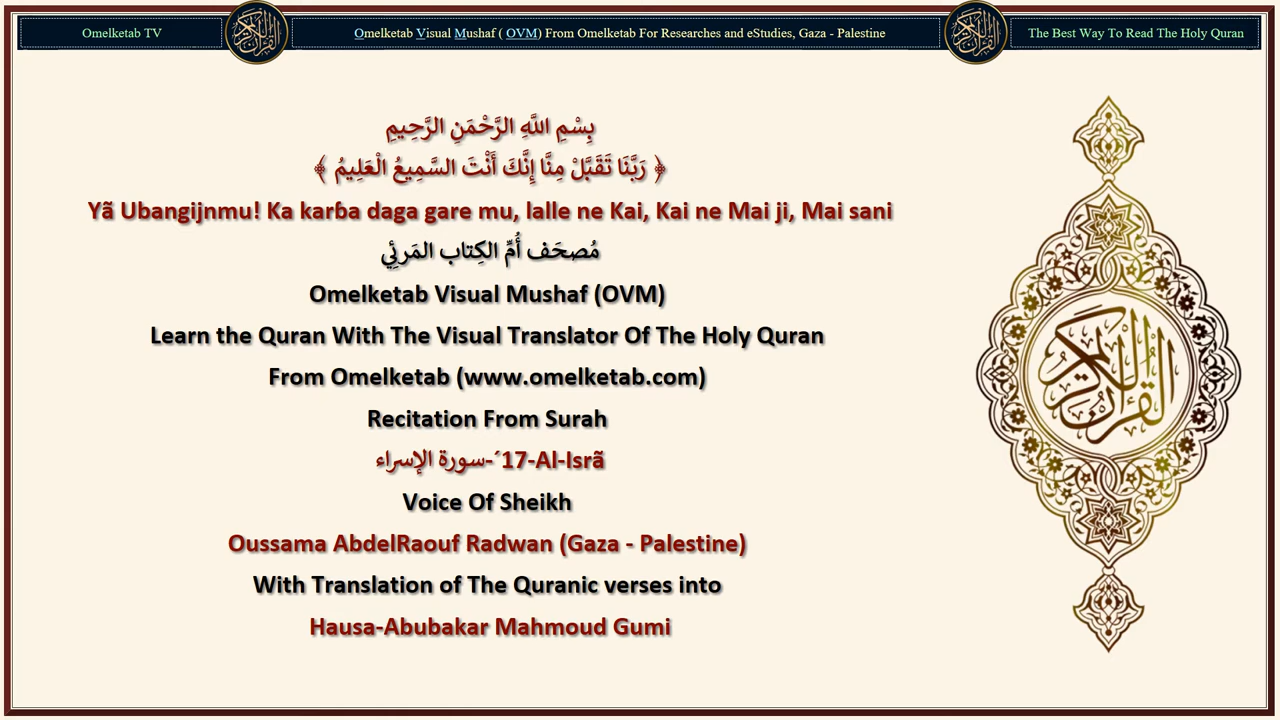 Omelketab TV
Omelketab Visual Mushaf ( OVM) From Omelketab For Researches and eStudies, Gaza - Palestine
The Best Way To Read The Holy Quran
بِسْمِ اللَّهِ الرَّحْمَنِ الرَّحِيمِ
﴿ رَبَّنَا تَقَبَّلْ مِنَّا إِنَّكَ أَنْتَ السَّمِيعُ الْعَلِيمُ ﴾
Yã Ubangijnmu! Ka karɓa daga gare mu, lalle ne Kai, Kai ne Mai ji, Mai sani
مُصحَف أُمِّ الكِتاب المَرئِي
Omelketab Visual Mushaf (OVM)
Learn the Quran With The Visual Translator Of The Holy Quran
From Omelketab (www.omelketab.com)
Recitation From Surah
سورة الإسراء-´17-Al-Isrã
Voice Of Sheikh
Oussama AbdelRaouf Radwan (Gaza - Palestine)
With Translation of The Quranic verses into
Hausa-Abubakar Mahmoud Gumi
القرآن الكريم